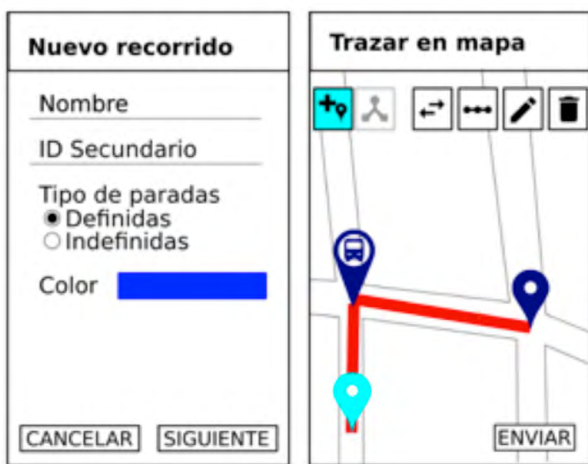 Nuevo recorrido
Nombre
ID Secundario
Tipo de paradas
Definidas
Indefinidas
Color
CANCELAR SIGUIENTE
Trazar en mapa
ENVIAR